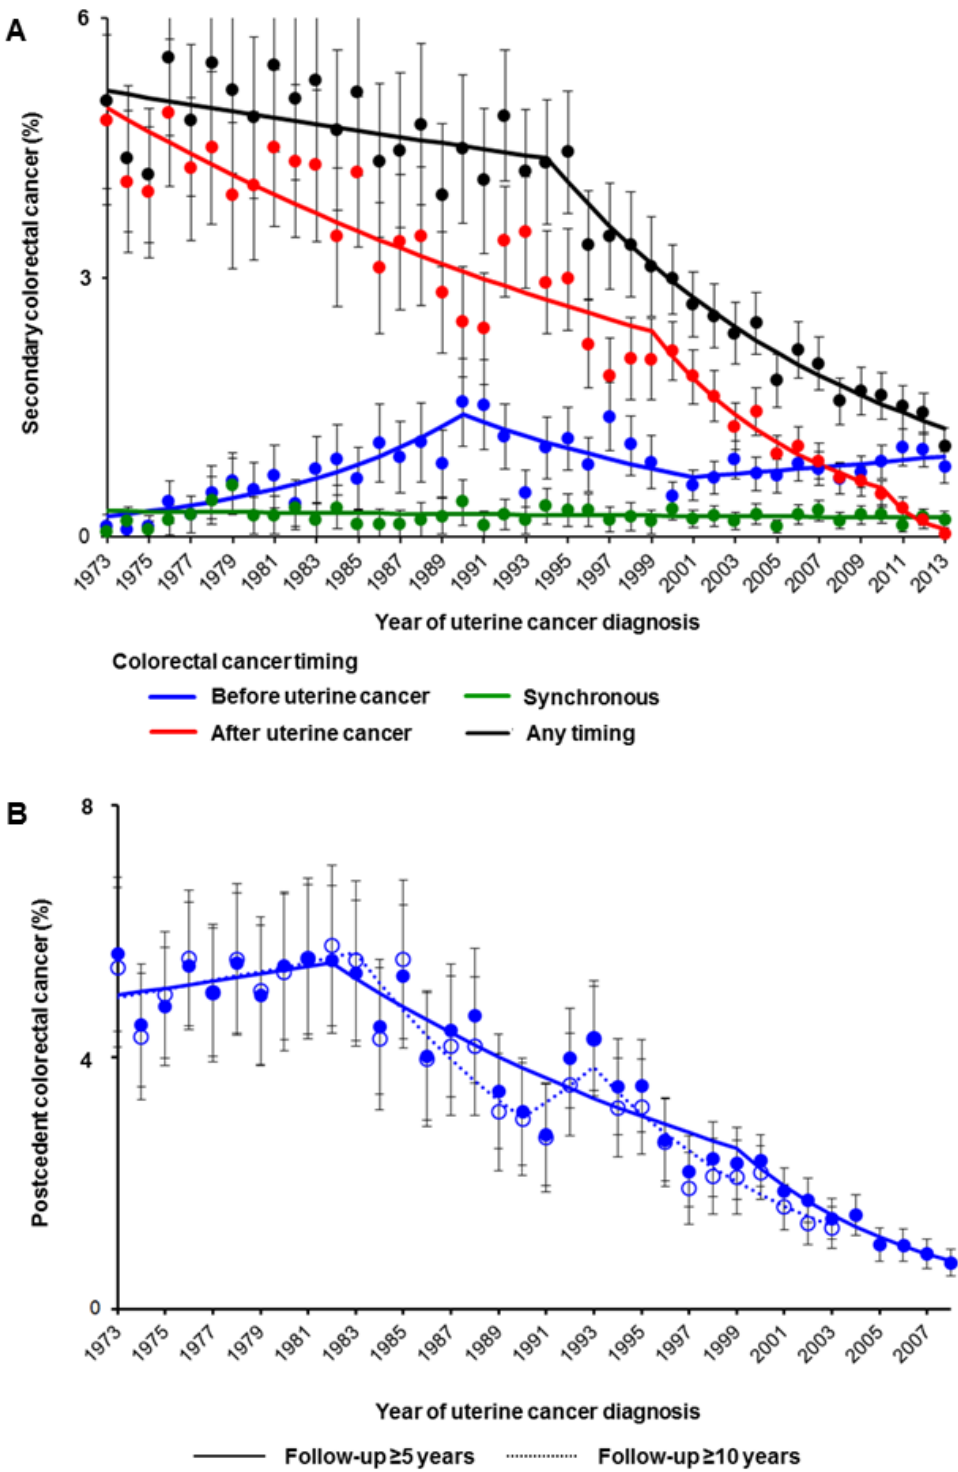 A
6
3
0
Secondary colorectal cancer (%)
1973 1975 1977 1979 1981 1983 1985 1987 1989 1991 1993 1995 1997 1999 2001 2003 2005 2007 2009 2011 2013
Year of uterine cancer diagnosis
Colorectal cancer timing
Before uterine cancer Synchronous
After uterine cancer Any timing
B
8
4
0
Postcedent colorectal cancer (%)
1973 1975 1977 1979 1981 1983 1985 1987 1989 1991 1993 1995 1997 1999 2001 2003 2005 2007
Year of uterine cancer diagnosis
Follow-up ≥5 years Follow-up ≥10 years